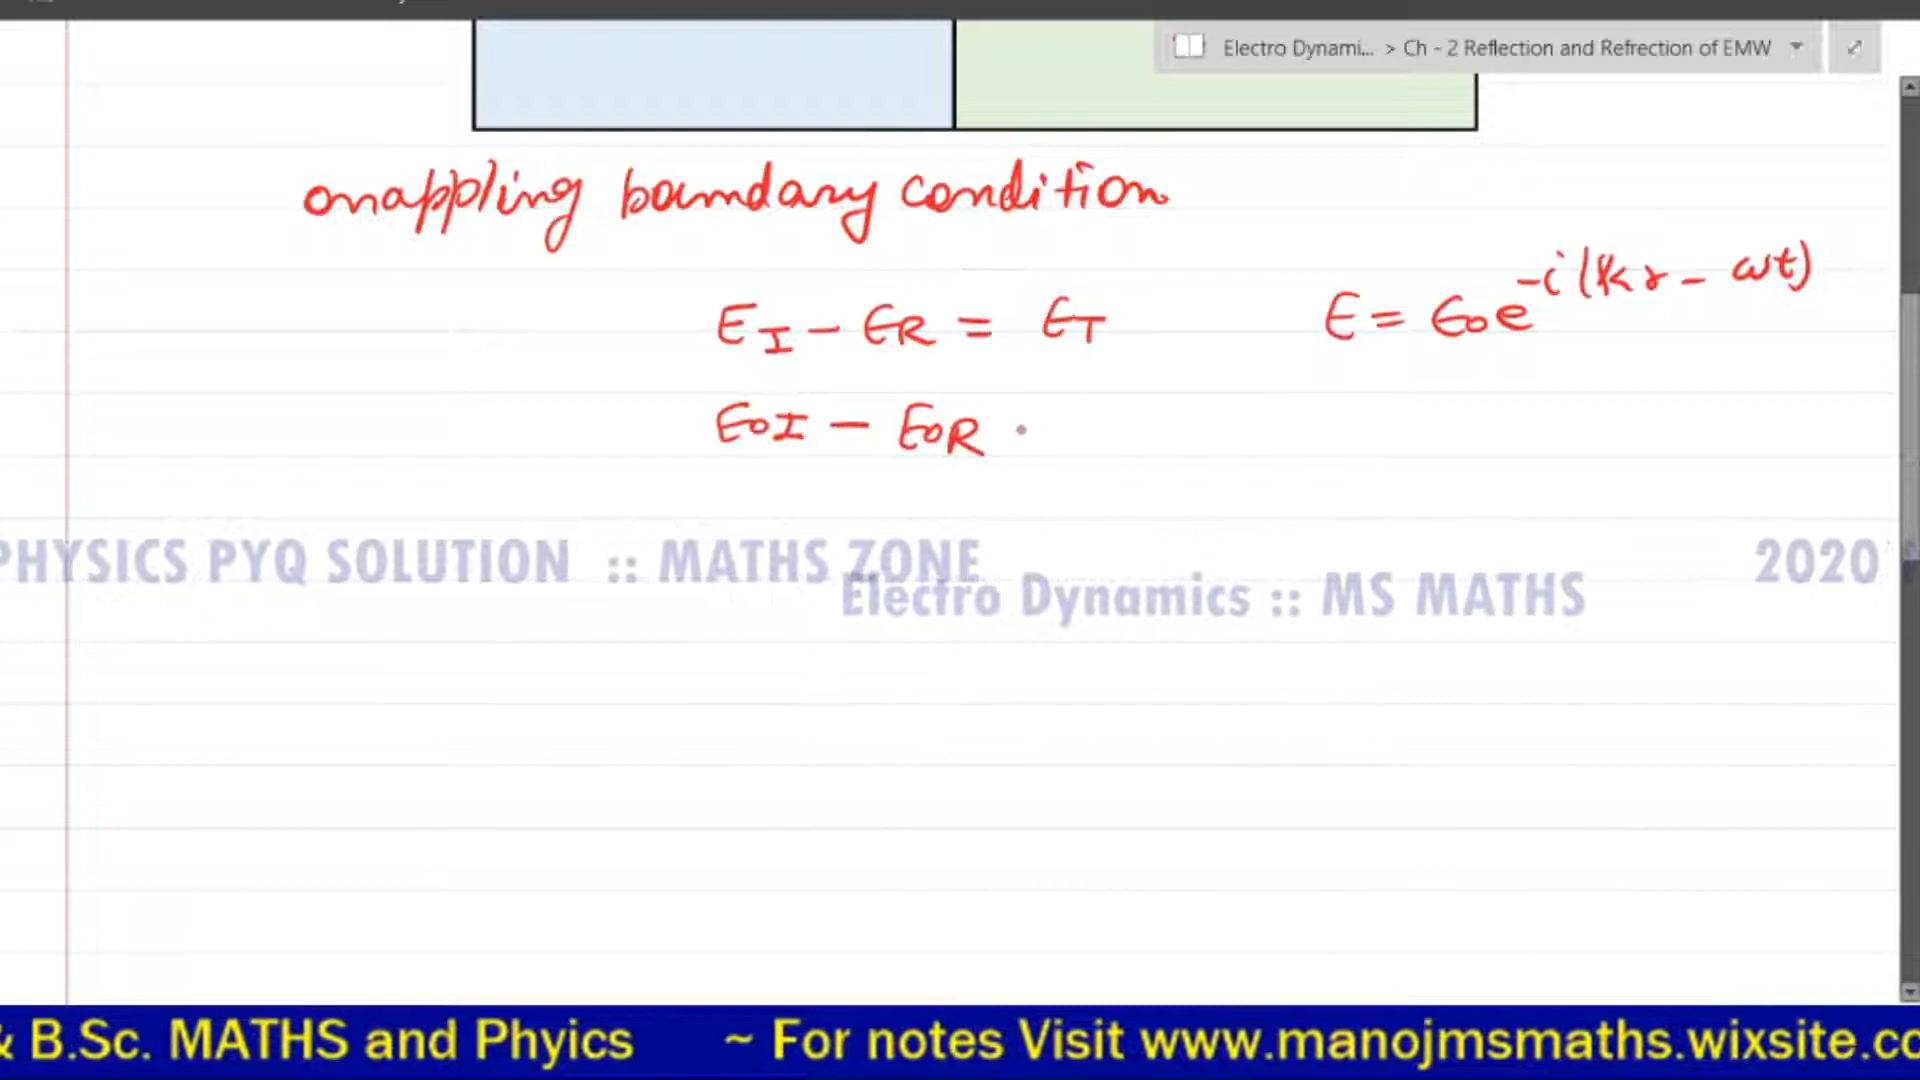 Electro Dynami... > Ch - 2 Reflection and Refrection of EMW
onappling boundary condition
E_I - E_R = E_T
E = E_0 e^{-i(kr - ωt)}
E_{0I} - E_{0R}
PHYSICS PYQ SOLUTION :: MATHS ZONE
2020
Electro Dynamics :: MS MATHS
& B.Sc. MATHS and Phyics ~ For notes Visit www.manojmsmaths.wixsite.co